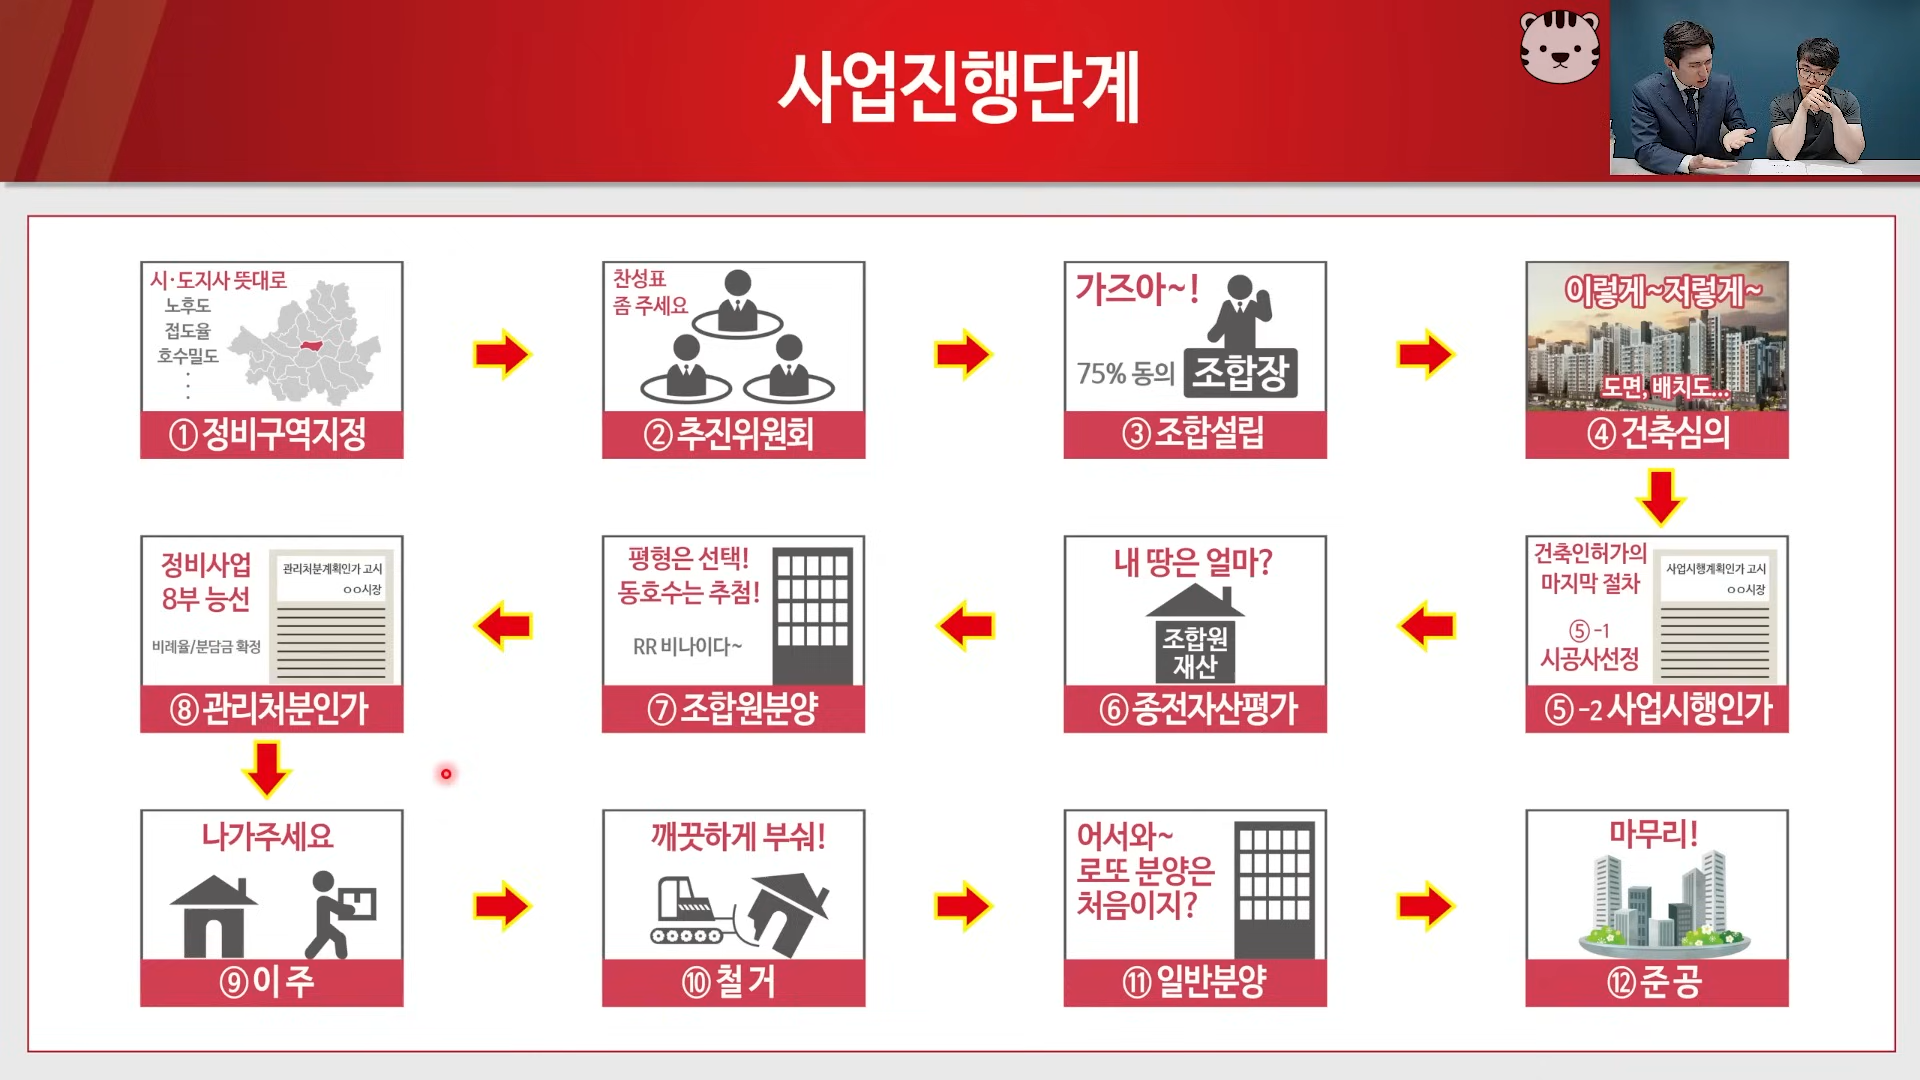 사업진행단계
시·도지사 뜻대로
노후도
접도율
호수밀도
⋮
① 정비구역지정
찬성표
좀 주세요
② 추진위원회
가즈아~!
75% 동의
조합장
③ 조합설립
이렇게~저렇게~
도면, 배치도...
④ 건축심의
건축인허가의
마지막 절차
⑤-1
시공사선정
사업시행계획인가 고시
ㅇㅇ시장
⑤-2 사업시행인가
내 땅은 얼마?
조합원
재산
⑥ 종전자산평가
평형은 선택!
동호수는 추첨!
RR 비나이다~
⑦ 조합원분양
정비사업
8부 능선
비례율/분담금 확정
관리처분계획인가 고시
ㅇㅇ시장
⑧ 관리처분인가
나가주세요
⑨ 이 주
깨끗하게 부숴!
⑩ 철 거
어서와~
로또 분양은
처음이지?
⑪ 일반분양
마무리!
⑫ 준 공